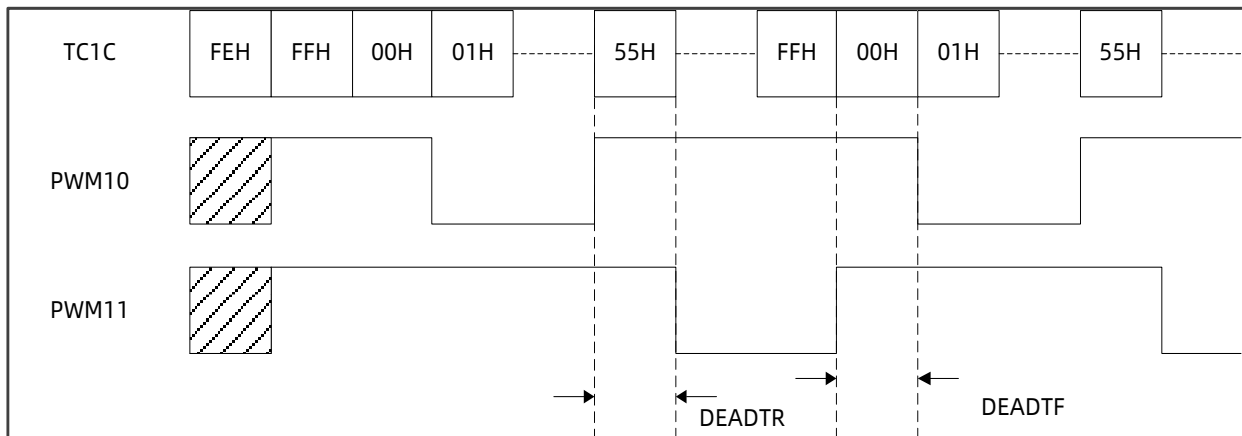 TC1C FEH FFH 00H 01H 55H FFH 00H 01H 55H
PWM10
PWM11
DEADTR DEADTF